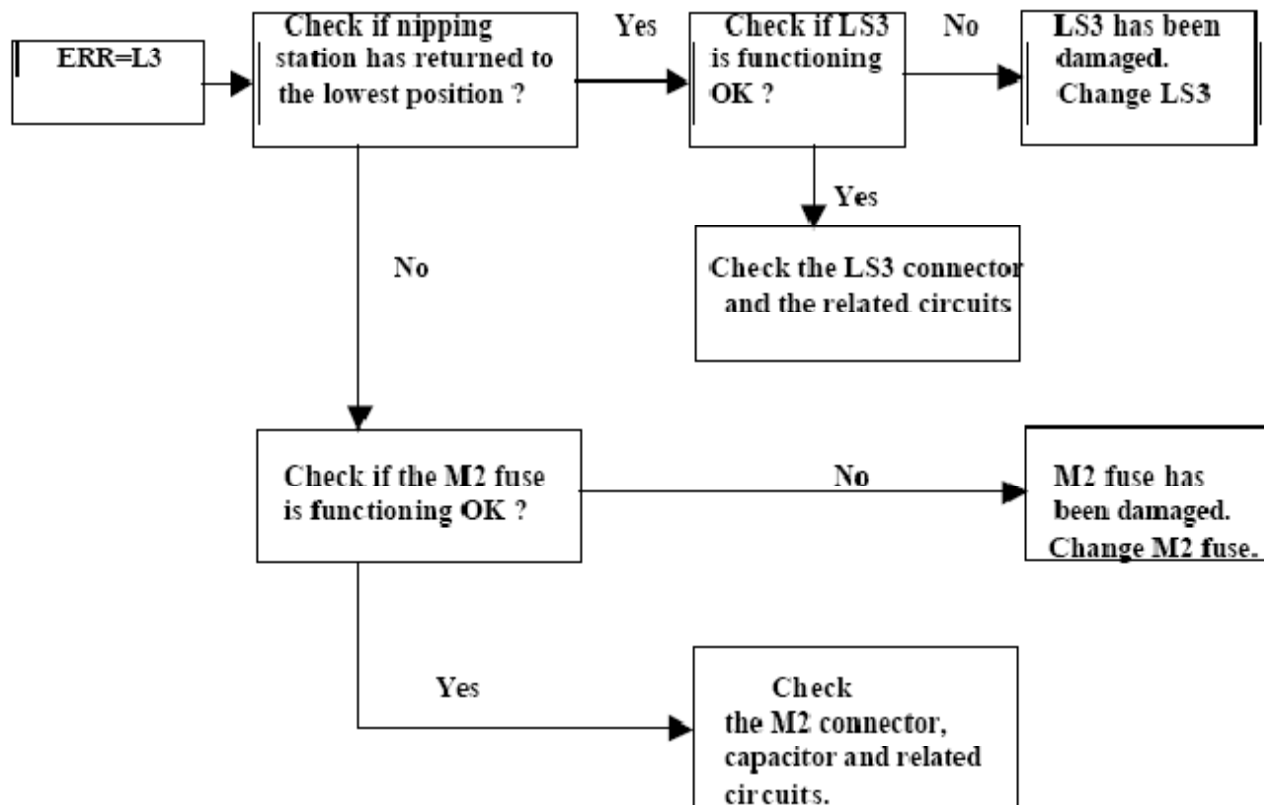 ERR=L3
Check if nipping
station has returned to
the lowest position ?
Yes
Check if LS3
is functioning
OK ?
No
LS3 has been
damaged.
Change LS3
Yes
Check the LS3 connector
and the related circuits
No
Check if the M2 fuse
is functioning OK ?
No
M2 fuse has
been damaged.
Change M2 fuse.
Yes
Check
the M2 connector,
capacitor and related
circuits.